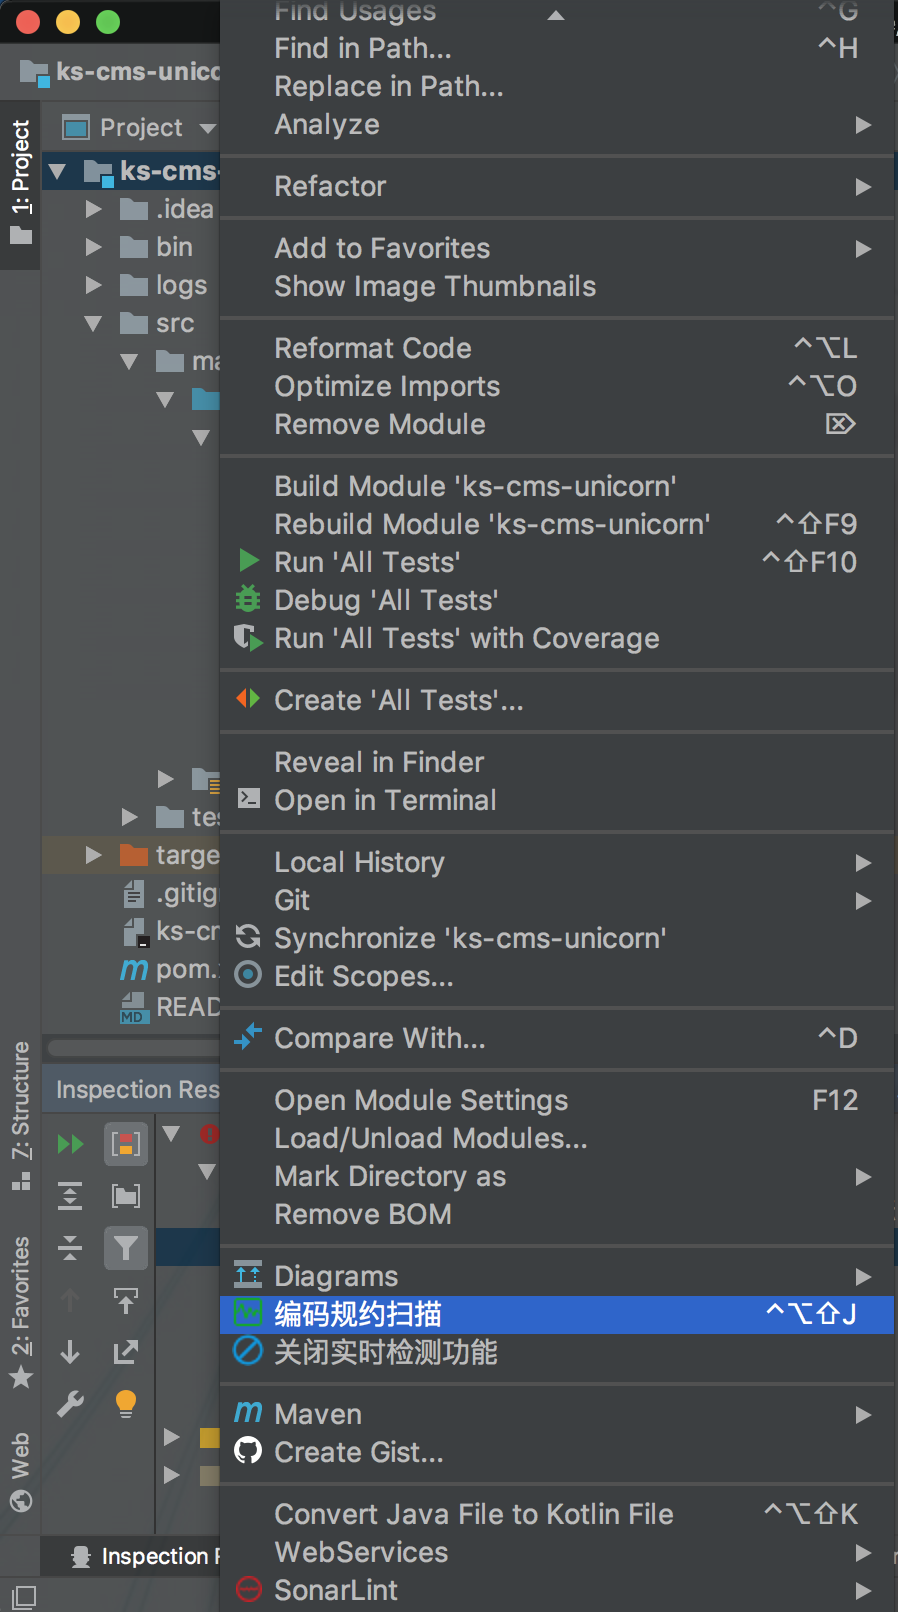 Find Usages ^G
Find in Path... ^H
Replace in Path...
Analyze
Refactor
Add to Favorites
Show Image Thumbnails
Reformat Code ^⌥L
Optimize Imports ^⌥O
Remove Module ⌦
Build Module 'ks-cms-unicorn'
Rebuild Module 'ks-cms-unicorn' ^⇧F9
Run 'All Tests' ^⇧F10
Debug 'All Tests'
Run 'All Tests' with Coverage
Create 'All Tests'...
Reveal in Finder
Open in Terminal
Local History
Git
Synchronize 'ks-cms-unicorn'
Edit Scopes...
Compare With... ^D
Open Module Settings F12
Load/Unload Modules...
Mark Directory as
Remove BOM
Diagrams
编码规约扫描 ^⌥⇧J
关闭实时检测功能
Maven
Create Gist...
Convert Java File to Kotlin File ^⌥⇧K
WebServices
SonarLint
ks-cms-unico
Project
ks-cms-
.idea
bin
logs
src
ma
tes
targe
.gitig
ks-cm
pom.
MD READ
Inspection Res
Inspection
1: Project
7: Structure
2: Favorites
Web